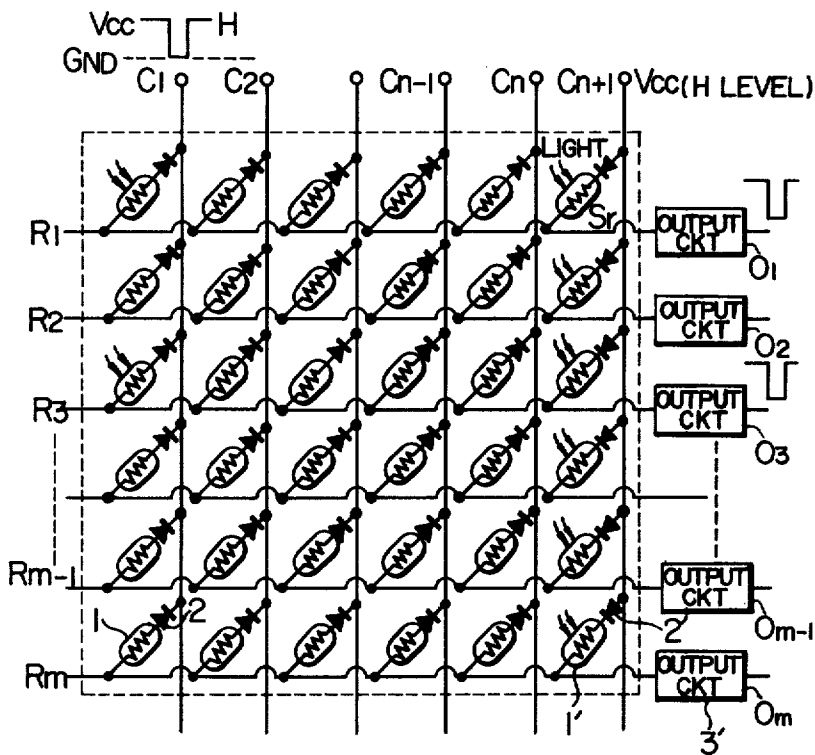 Vcc H
GND
C1 C2 Cn-1 Cn Cn+1 Vcc (H LEVEL)
LIGHT
Sr
R1 OUTPUT CKT O1
R2 OUTPUT CKT O2
R3 OUTPUT CKT O3
Rm-1 OUTPUT CKT Om-1
1 2 2'
Rm OUTPUT CKT Om
1' 3'